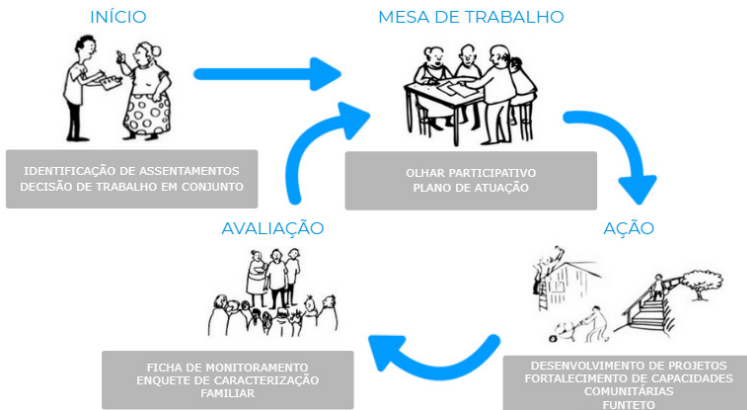 INÍCIO
IDENTIFICAÇÃO DE ASSENTAMENTOS
DECISÃO DE TRABALHO EM CONJUNTO
MESA DE TRABALHO
OLHAR PARTICIPATIVO
PLANO DE ATUAÇÃO
AÇÃO
DESENVOLVIMENTO DE PROJETOS
FORTALECIMENTO DE CAPACIDADES
COMUNITÁRIAS
FUNTETO
AVALIAÇÃO
FICHA DE MONITORAMENTO
ENQUETE DE CARACTERIZAÇÃO
FAMILIAR